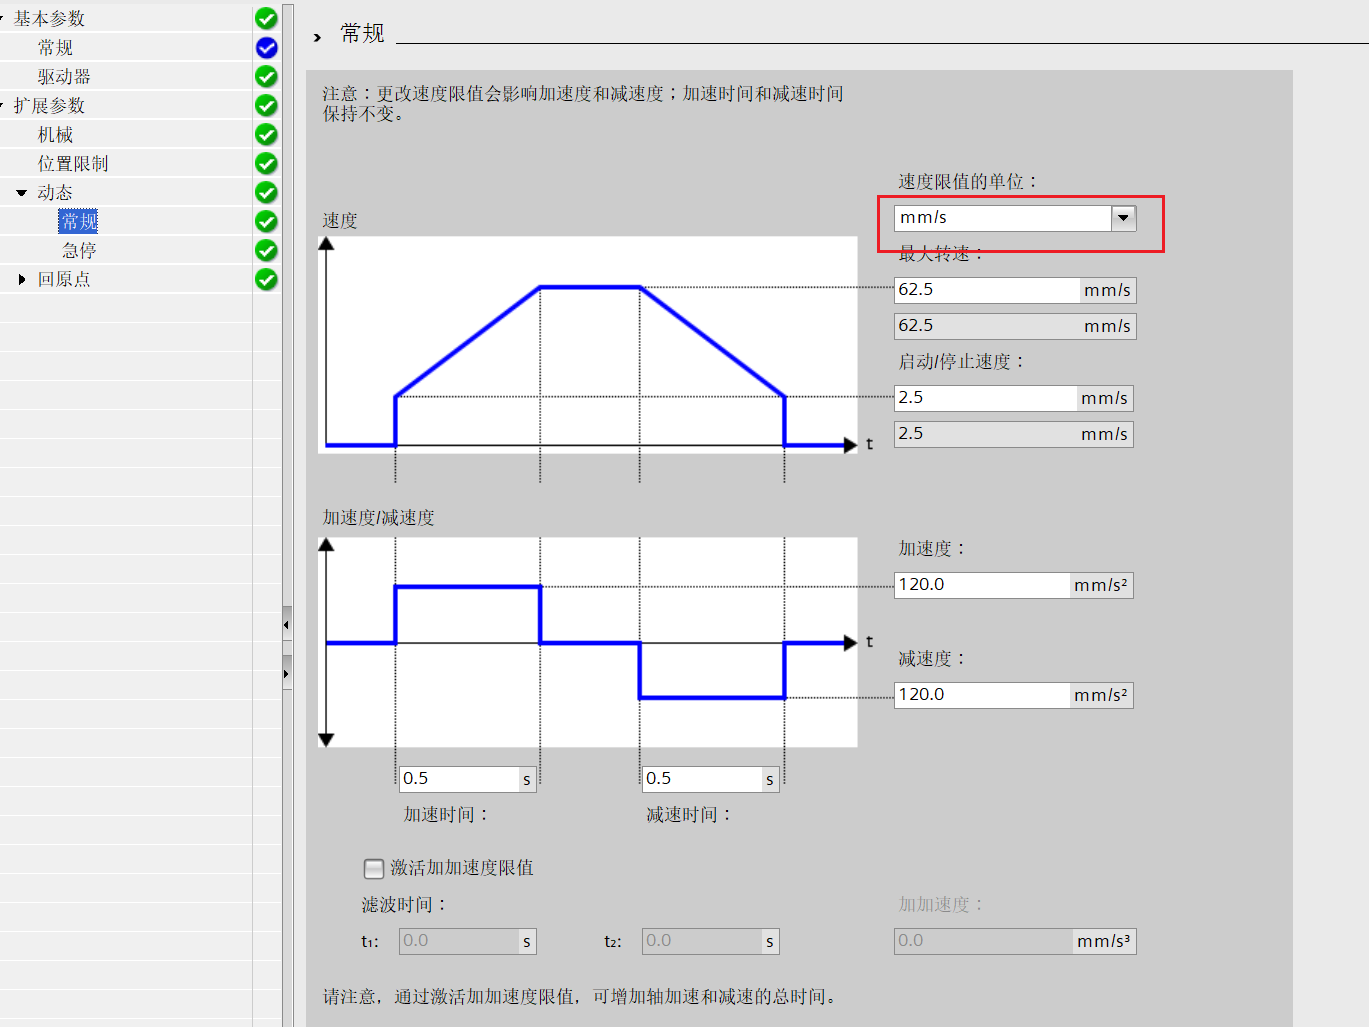 基本参数
常规
驱动器
扩展参数
机械
位置限制
动态
常规
急停
回原点
常规
注意：更改速度限值会影响加速度和减速度；加速时间和减速时间
保持不变。
速度限值的单位：
mm/s
速度
最大转速：
62.5 mm/s
62.5 mm/s
启动/停止速度：
2.5 mm/s
2.5 mm/s
t
加速度/减速度
加速度：
120.0 mm/s²
t
减速度：
120.0 mm/s²
0.5 s
0.5 s
加速时间：
减速时间：
激活加加速度限值
滤波时间：
加加速度：
t₁: 0.0 s
t₂: 0.0 s
0.0 mm/s³
请注意，通过激活加加速度限值，可增加轴加速和减速的总时间。